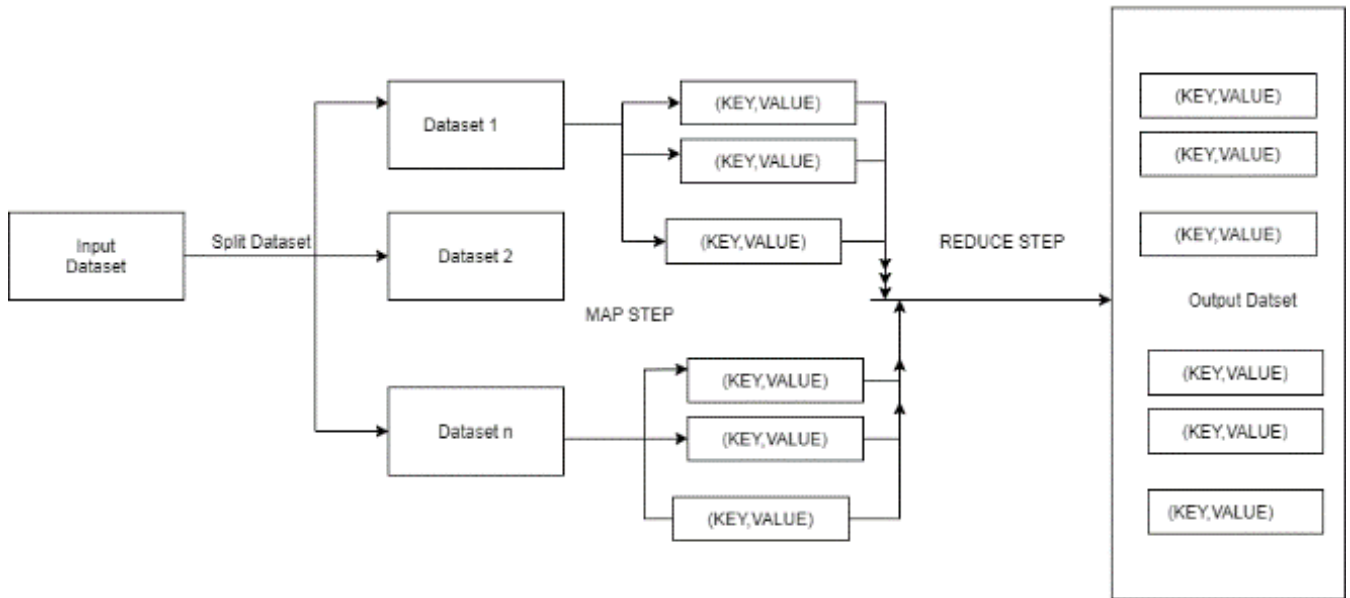 Input
Dataset
Split Dataset
Dataset 1
Dataset 2
Dataset n
MAP STEP
(KEY,VALUE)
(KEY,VALUE)
(KEY,VALUE)
(KEY,VALUE)
(KEY,VALUE)
(KEY,VALUE)
REDUCE STEP
(KEY,VALUE)
(KEY,VALUE)
(KEY,VALUE)
Output Datset
(KEY,VALUE)
(KEY,VALUE)
(KEY,VALUE)